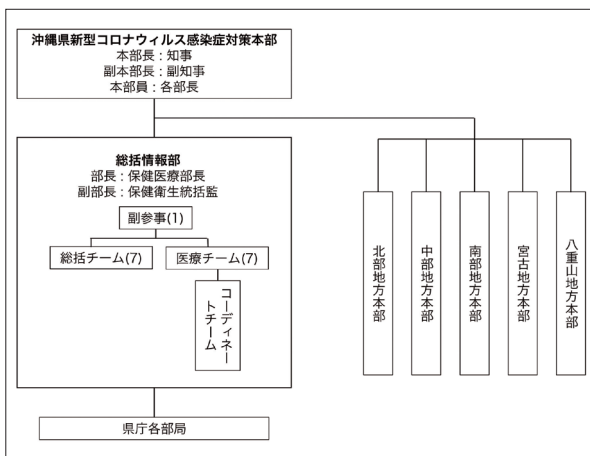 沖縄県新型コロナウィルス感染症対策本部
本部長：知事
副本部長：副知事
本部員：各部長
総括情報部
部長：保健医療部長
副部長：保健衛生統括監
副参事(1)
総括チーム(7)
医療チーム(7)
コーディネー
トチーム
県庁各部局
北部地方本部
中部地方本部
南部地方本部
宮古地方本部
八重山地方本部